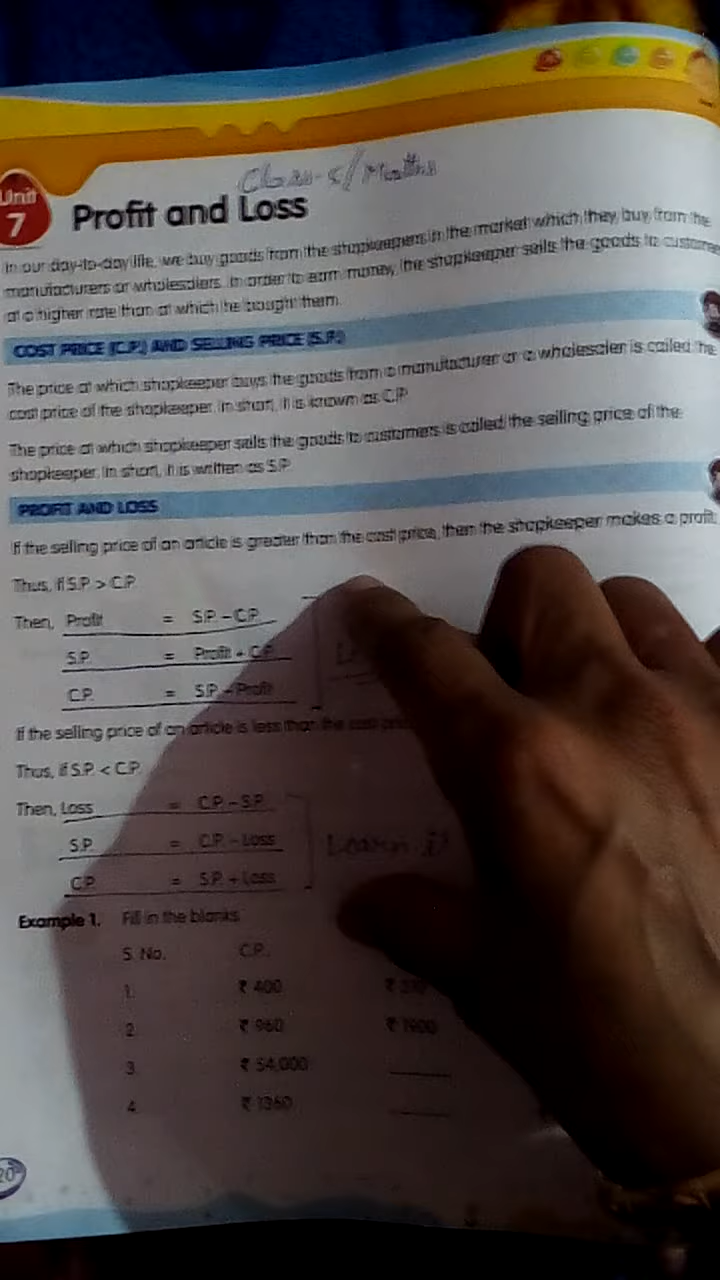 Class-5/Maths
Unit
7
Profit and Loss
In our day-to-day life, we buy goods from the shopkeepers in the market which they buy from the
manufacturers or wholesalers. In order to earn money, the shopkeeper sells the goods to
at a higher rate than at which he bought them.
COST PRICE (C.P.) AND SELLING PRICE (S.P.)
The price at which shopkeeper buys the goods from a manufacturer or a wholesaler is called the
cost price of the shopkeeper. In short, it is known as C.P.
The price at which shopkeeper sells the goods to customers is called the selling price of the
shopkeeper. In short, it is written as S.P.
PROFIT AND LOSS
If the selling price of an article is greater than the cost price, then the shopkeeper makes a profit.
Thus, if S.P. > C.P.
Then, Profit = S.P. – C.P.
S.P. = Profit + C.P.
C.P. = S.P. – Profit
If the selling price of an article is less than the cost
Thus, if S.P. < C.P.
Then, Loss = C.P. – S.P.
S.P. = C.P. – Loss
Learn it
C.P. = S.P. + Loss
Example 1. Fill in the blanks
S. No. C.P.
1. ₹ 400
2. ₹ 960 ₹ 1900
3. ₹ 54,000
4. ₹ 1360